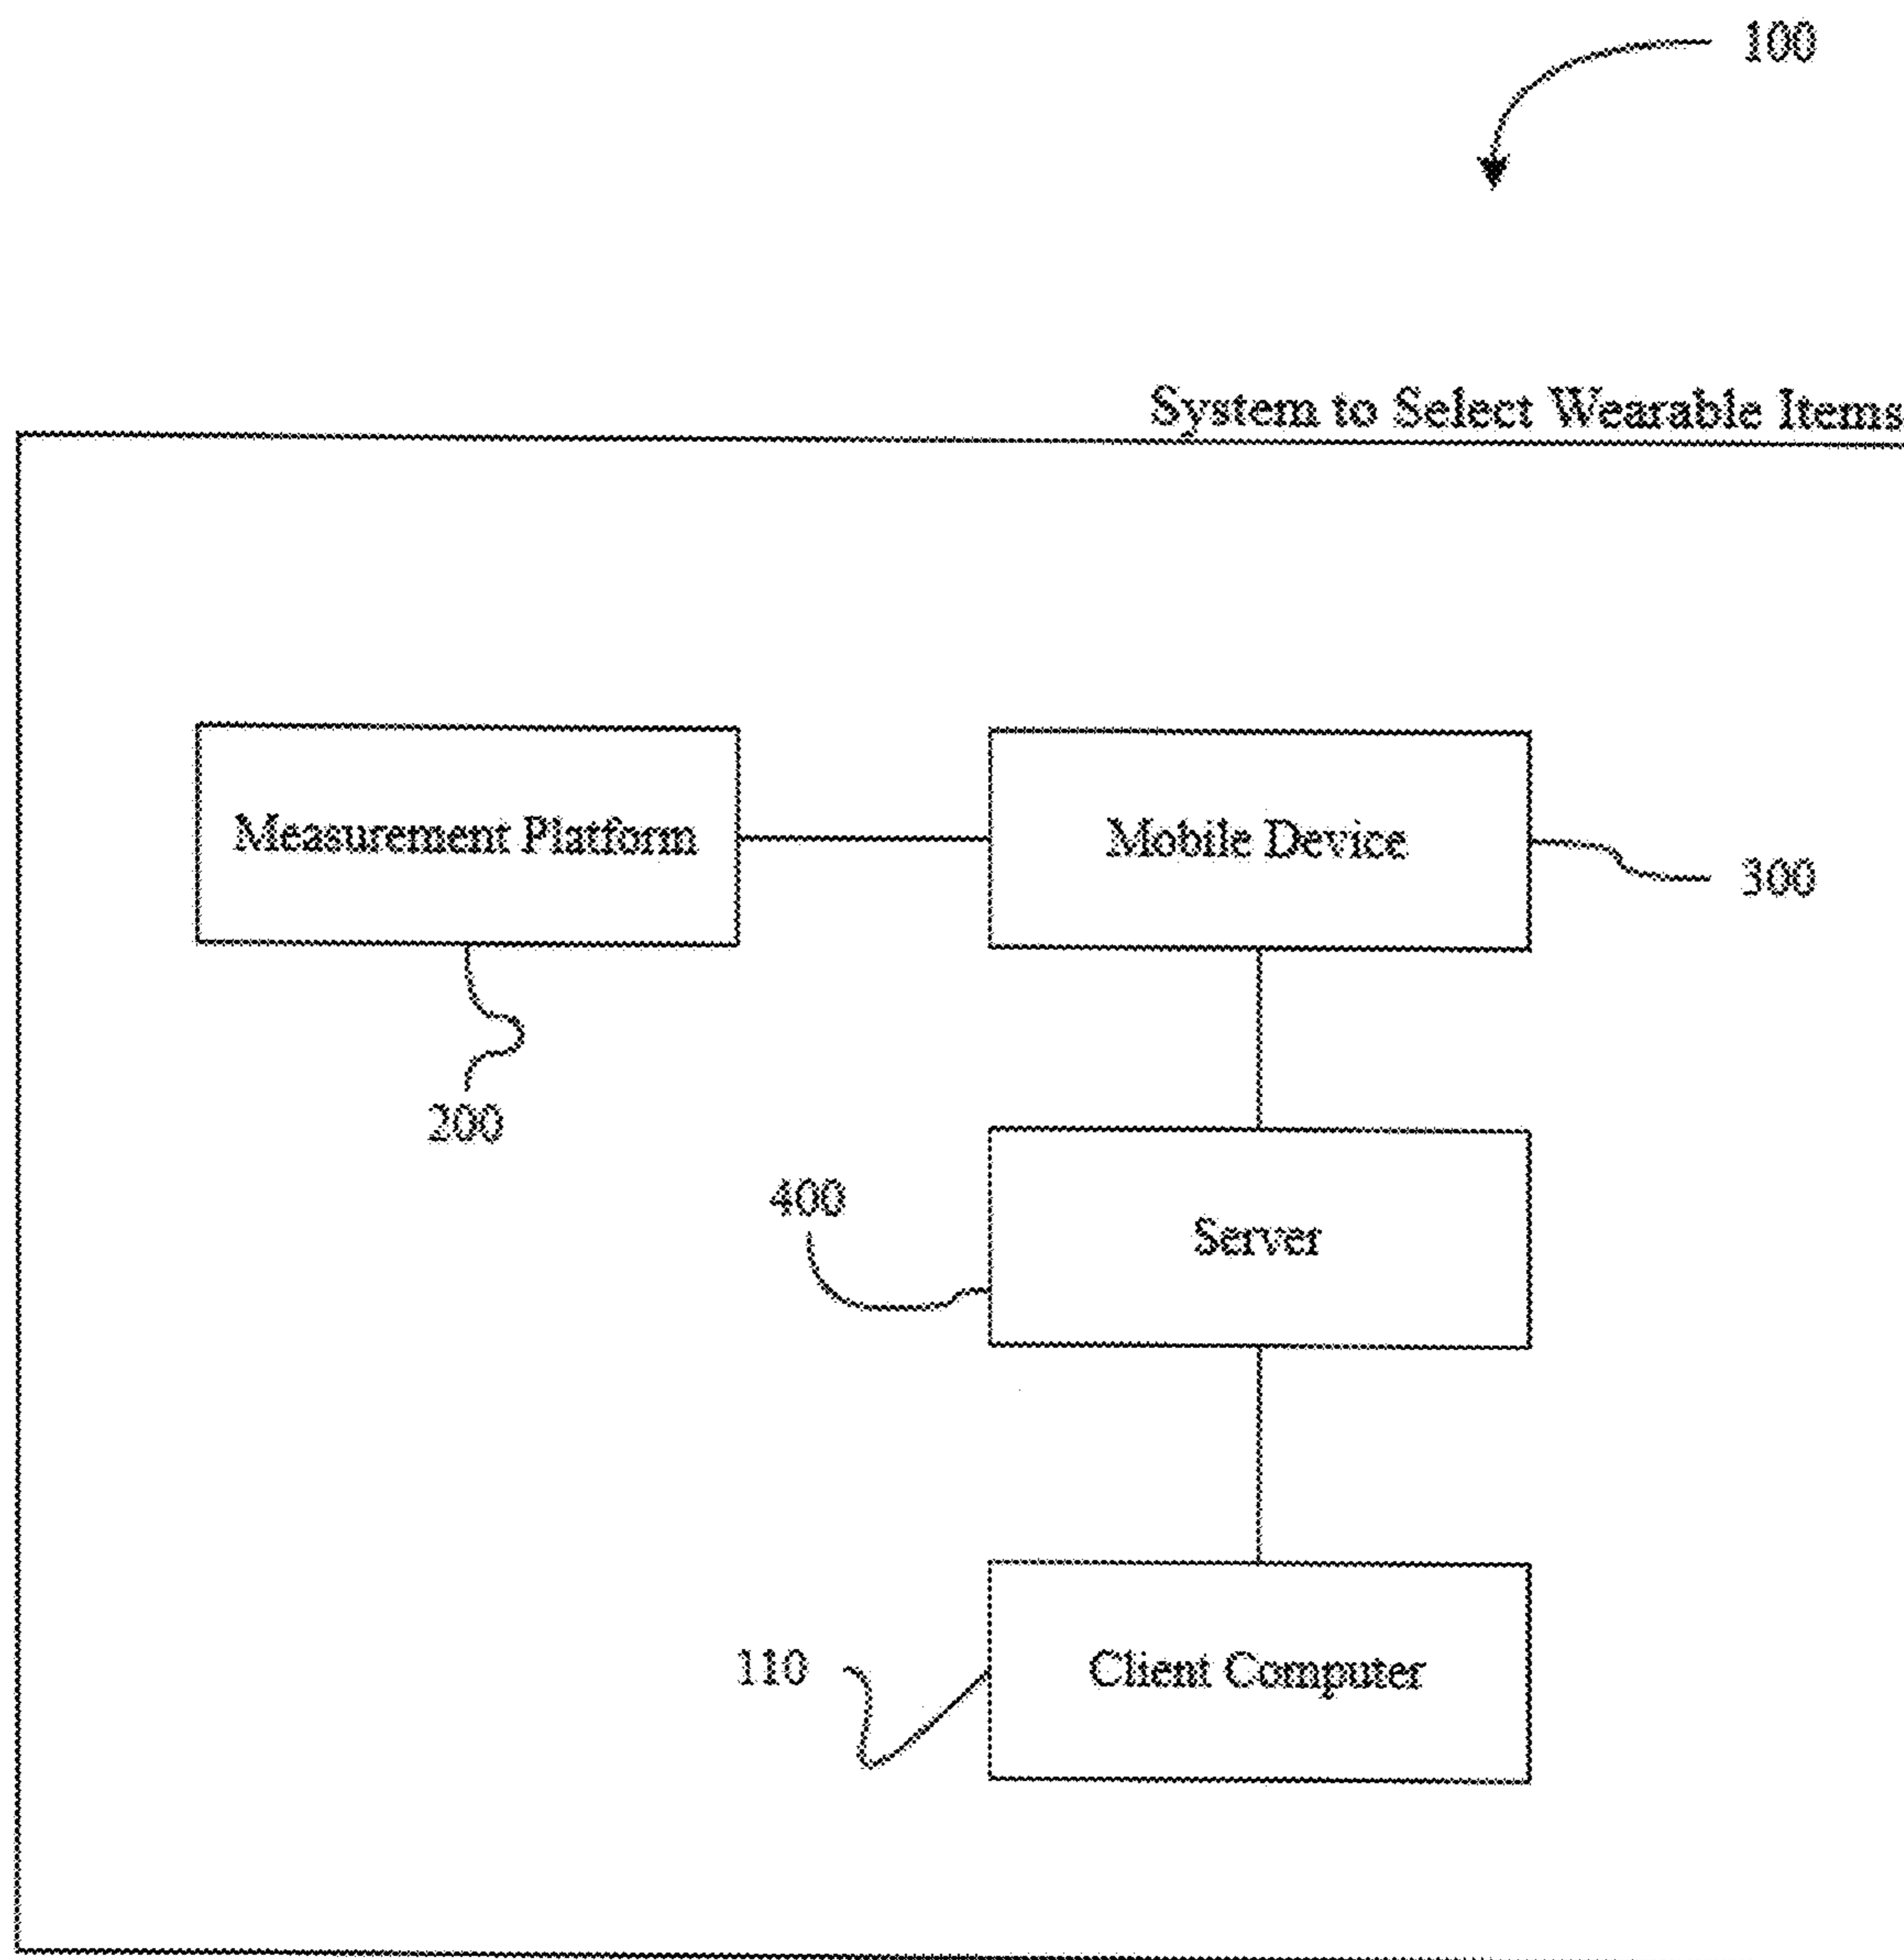 100
System to Select Wearable Items
Measurement Platform
Mobile Device
300
200
400
Server
110
Client Computer